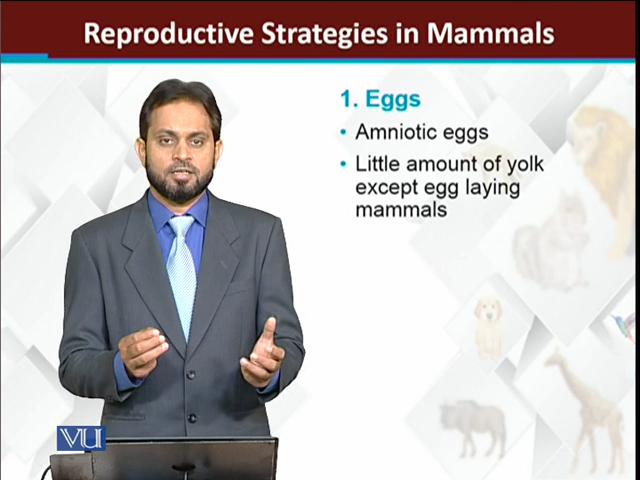 Reproductive Strategies in Mammals
1. Eggs
• Amniotic eggs
• Little amount of yolk
except egg laying
mammals
VU